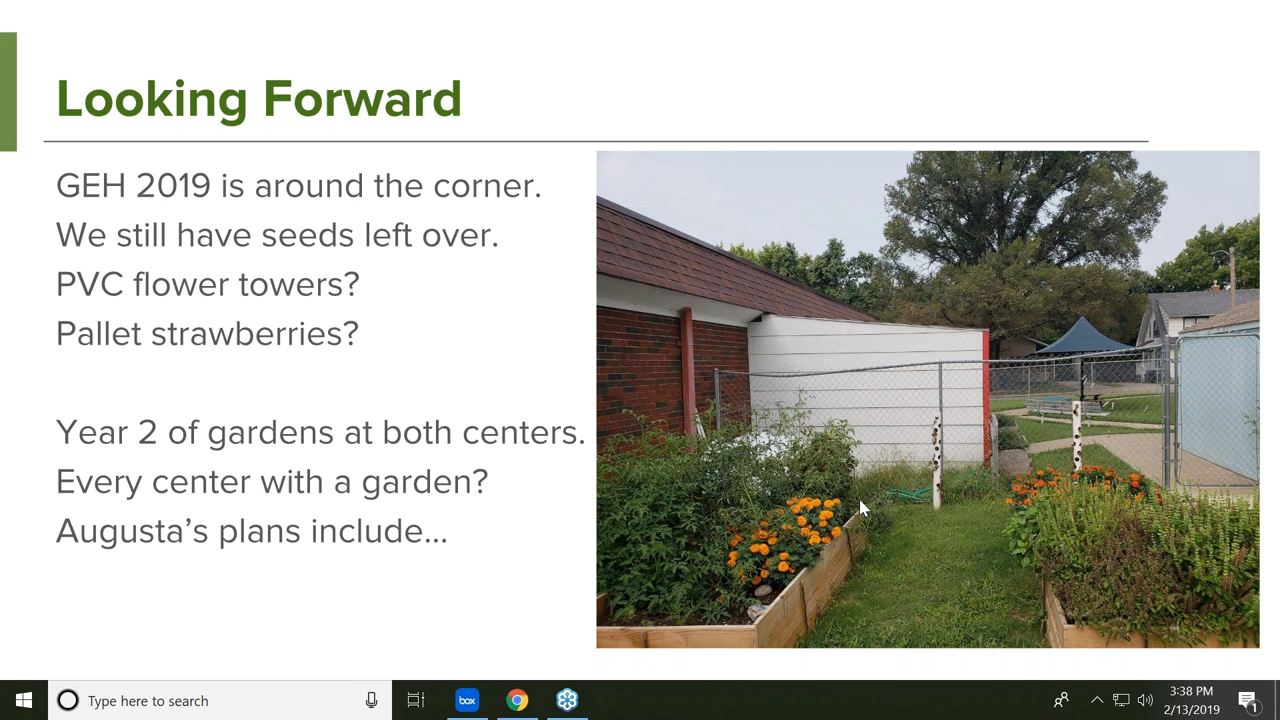 Looking Forward
GEH 2019 is around the corner.
We still have seeds left over.
PVC flower towers?
Pallet strawberries?
Year 2 of gardens at both centers.
Every center with a garden?
Augusta’s plans include...
Type here to search
box
3:38 PM
2/13/2019
1